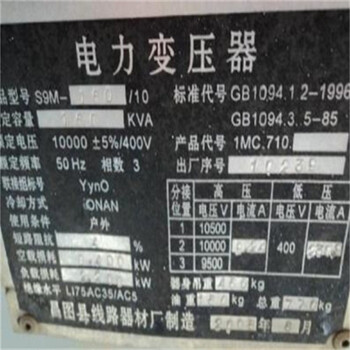 电力变压器
品型号 S9M- /10 标准代号 GB1094.1.2-1996
定容量 KVA GB1094.3.5-85
定电压 10000±5%/400V 产品代号 1MC.710.
定频率 50Hz 相数 3 出厂序号
联接组标号 YynO
冷却方式 ONAN
使用条件 户外
短路阻抗 %
空载损耗 kW
负载损耗 kW
绝缘水平 LI75AC35/AC5
分接位置 高压 低压
电压V 电流A 电压V 电流A
1 10500
2 10000 400
3 9500
器身重 kg
油重 kg 总重 kg
昌图县线路器材厂制造 年 月